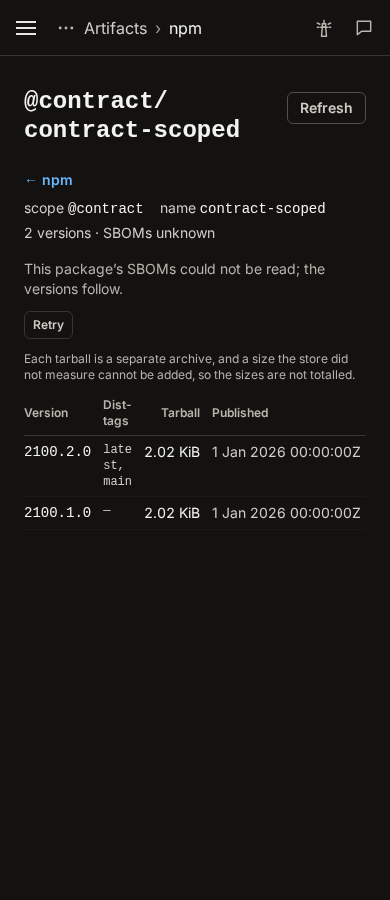 ··· Artifacts › npm
@contract/
contract-scoped
Refresh
← npm
scope @contract name contract-scoped
2 versions · SBOMs unknown
This package’s SBOMs could not be read; the
versions follow.
Retry
Each tarball is a separate archive, and a size the store did
not measure cannot be added, so the sizes are not totalled.
Version Dist-
tags Tarball Published
2100.2.0 late
st,
main 2.02 KiB 1 Jan 2026 00:00:00Z
2100.1.0 — 2.02 KiB 1 Jan 2026 00:00:00Z